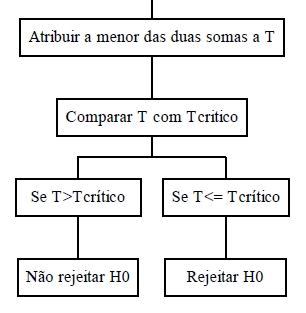 Atribuir a menor das duas somas a T
Comparar T com Tcrítico
Se T>Tcrítico
Se T<= Tcrítico
Não rejeitar H0
Rejeitar H0